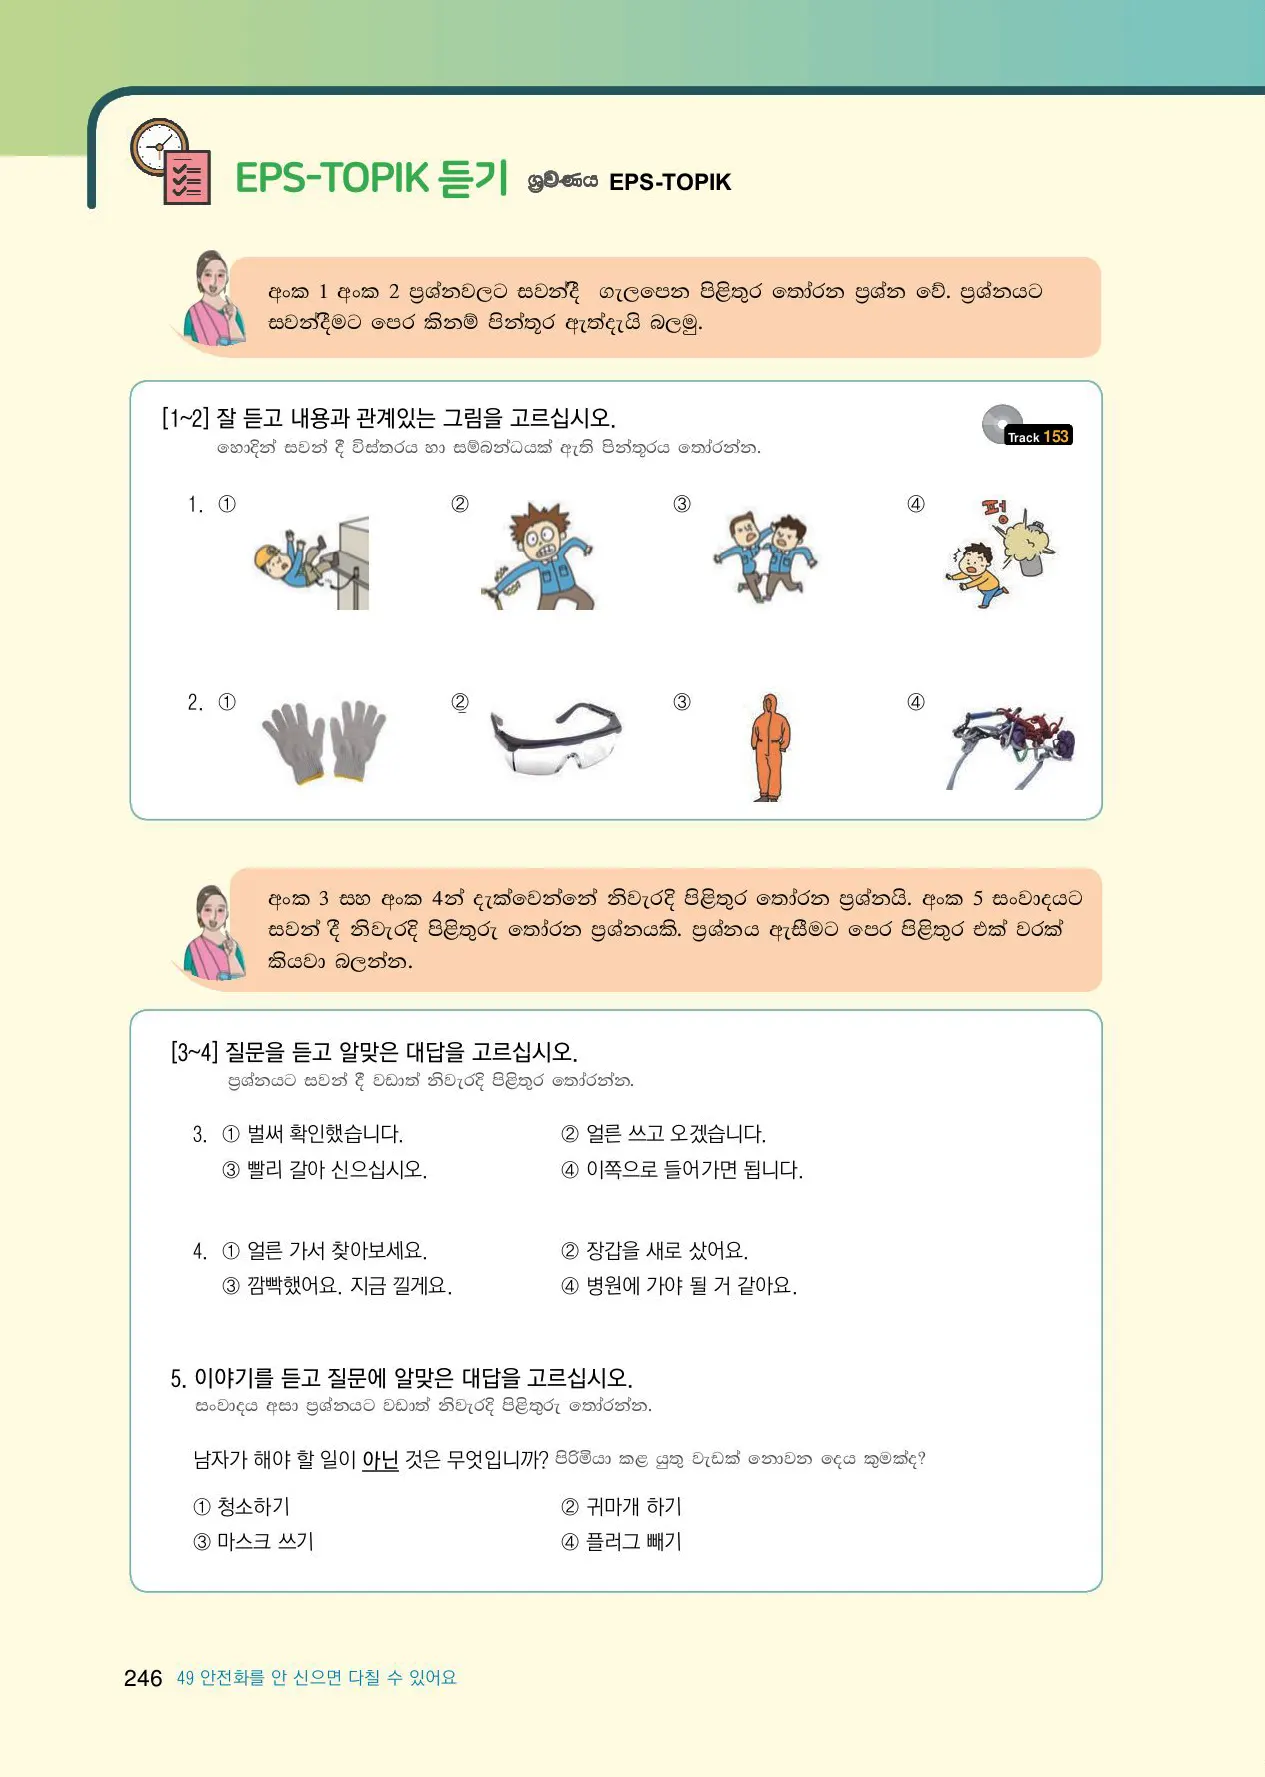 EPS-TOPIK 듣기 ශ්‍රවණය EPS-TOPIK
අංක 1 අංක 2 ප්‍රශ්නවලට සවන්දී ගැලපෙන පිළිතුර තෝරන ප්‍රශ්න වේ. ප්‍රශ්නයට
සවන්දීමට පෙර කිනම් පින්තූර ඇත්දැයි බලමු.
[1~2] 잘 듣고 내용과 관계있는 그림을 고르십시오.
හොදින් සවන් දී විස්තරය හා සම්බන්ධයක් ඇති පින්තූරය තෝරන්න.
Track 153
1. ① ② ③ ④
펑
2. ① ② ③ ④
අංක 3 සහ අංක 4න් දැක්වෙන්නේ නිවැරදි පිළිතුර තෝරන ප්‍රශ්නයි. අංක 5 සංවාදයට
සවන් දී නිවැරදි පිළිතුරු තෝරන ප්‍රශ්නයකි. ප්‍රශ්නය ඇසීමට පෙර පිළිතුර එක් වරක්
කියවා බලන්න.
[3~4] 질문을 듣고 알맞은 대답을 고르십시오.
ප්‍රශ්නයට සවන් දී වඩාත් නිවැරදි පිළිතුර තෝරන්න.
3. ① 벌써 확인했습니다. ② 얼른 쓰고 오겠습니다.
③ 빨리 갈아 신으십시오. ④ 이쪽으로 들어가면 됩니다.
4. ① 얼른 가서 찾아보세요. ② 장갑을 새로 샀어요.
③ 깜빡했어요. 지금 낄게요. ④ 병원에 가야 될 거 같아요.
5. 이야기를 듣고 질문에 알맞은 대답을 고르십시오.
සංවාදය අසා ප්‍රශ්නයට වඩාත් නිවැරදි පිළිතුරු තෝරන්න.
남자가 해야 할 일이 아닌 것은 무엇입니까? පිරිමියා කළ යුතු වැඩක් නොවන දෙය කුමක්ද?
① 청소하기 ② 귀마개 하기
③ 마스크 쓰기 ④ 플러그 빼기
246 49 안전화를 안 신으면 다칠 수 있어요